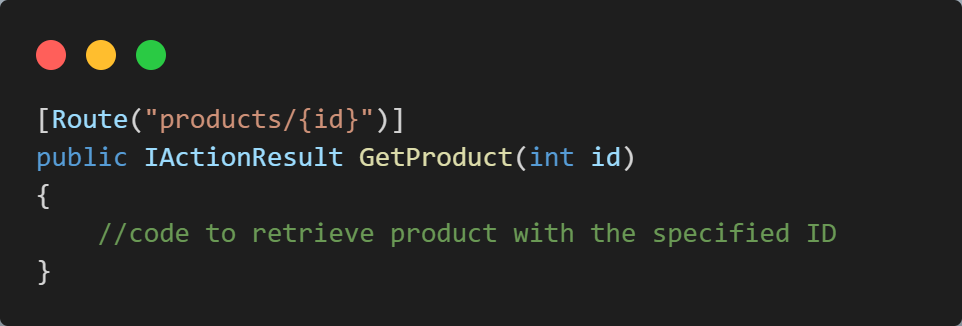 [Route("products/{id}")]
public IActionResult GetProduct(int id)
{
    //code to retrieve product with the specified ID
}